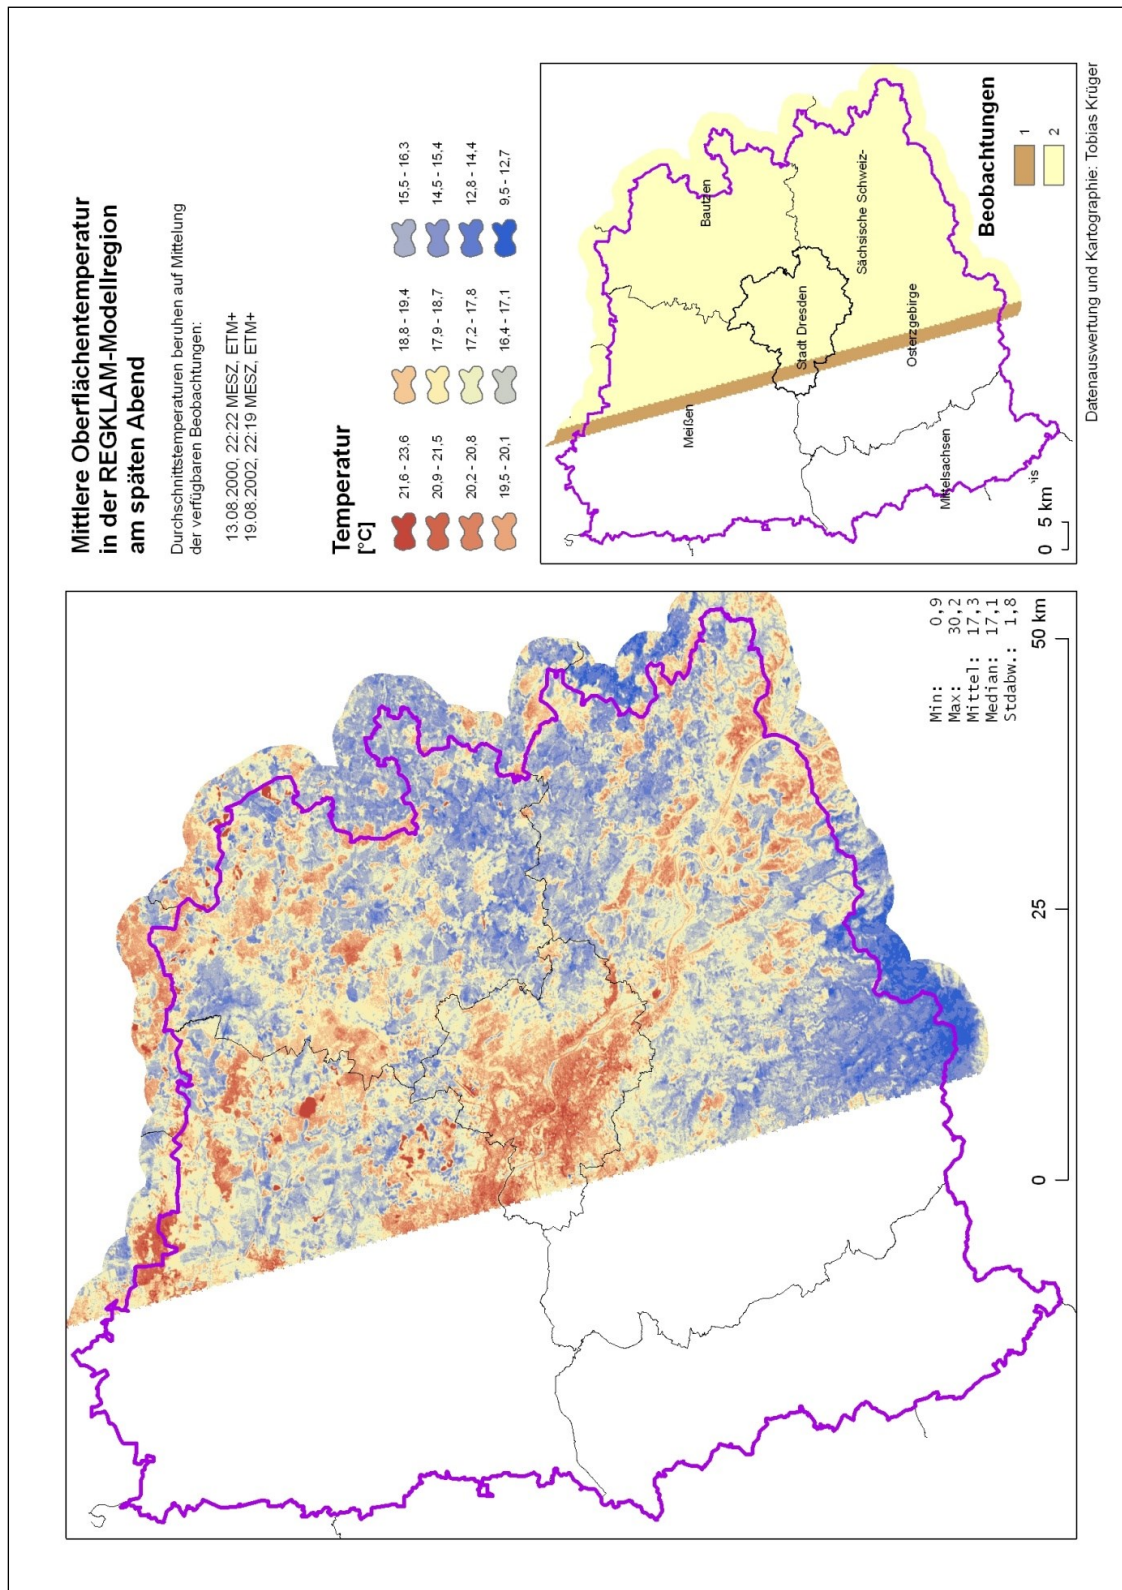 Mittlere Oberflächentemperatur
in der REGKLAM-Modellregion
am späten Abend
Durchschnittstemperaturen beruhen auf Mittelung
der verfügbaren Beobachtungen:
13.08.2000, 22:22 MESZ, ETM+
19.08.2002, 22:19 MESZ, ETM+
Temperatur
[°C]
21,6 - 23,6
20,9 - 21,5
20,2 - 20,8
19,5 - 20,1
18,8 - 19,4
17,9 - 18,7
17,2 - 17,8
16,4 - 17,1
15,5 - 16,3
14,5 - 15,4
12,8 - 14,4
9,5 - 12,7
Min: 0,9
Max: 30,2
Mittel: 17,3
Median: 17,1
Stdabw.: 1,8
0 25 50 km
Bautzen
Meißen
Stadt Dresden
Sächsische Schweiz-
Osterzgebirge
Mittelsachsen
is
Beobachtungen
1
2
0 5 km
Datenauswertung und Kartographie: Tobias Krüger